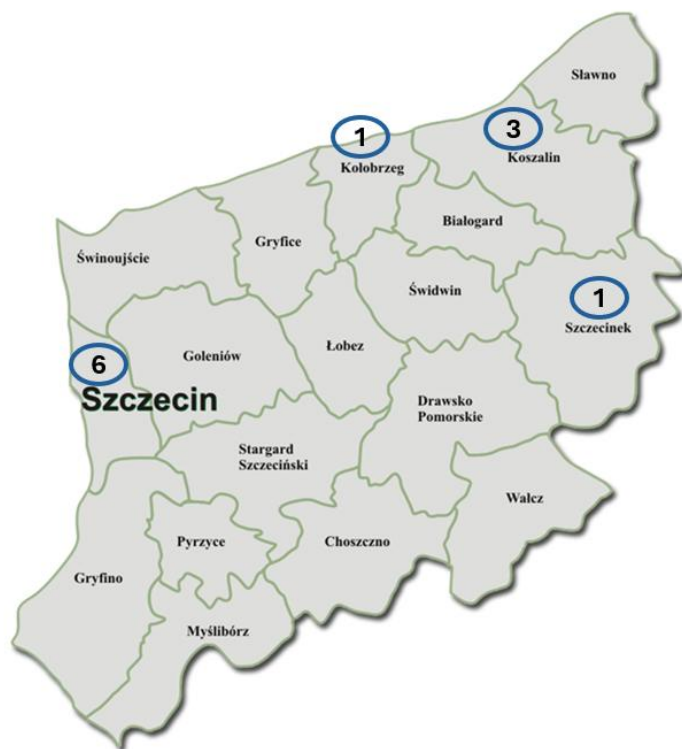 Sławno
3
1
Koszalin
Kołobrzeg
Białogard
Gryfice
Świnoujście
Świdwin
1
Szczecinek
Łobez
Goleniów
6
Szczecin
Drawsko
Pomorskie
Stargard
Szczeciński
Wałcz
Pyrzyce
Choszczno
Gryfino
Myślibórz